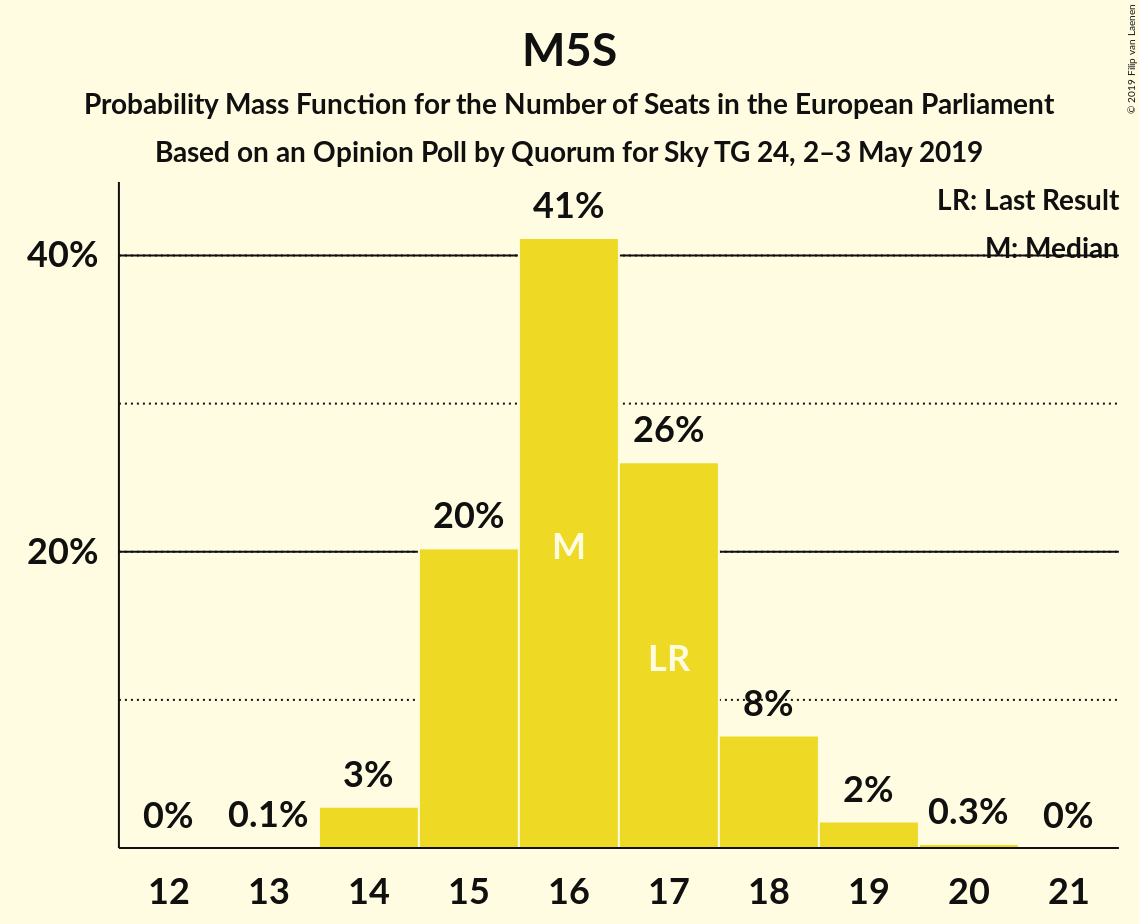 M5S
Probability Mass Function for the Number of Seats in the European Parliament
Based on an Opinion Poll by Quorum for Sky TG 24, 2–3 May 2019
© 2019 Filip van Laenen
LR: Last Result
M: Median
40%
20%
0%
0.1%
3%
20%
41%
26%
8%
2%
0.3%
0%
M
LR
12 13 14 15 16 17 18 19 20 21